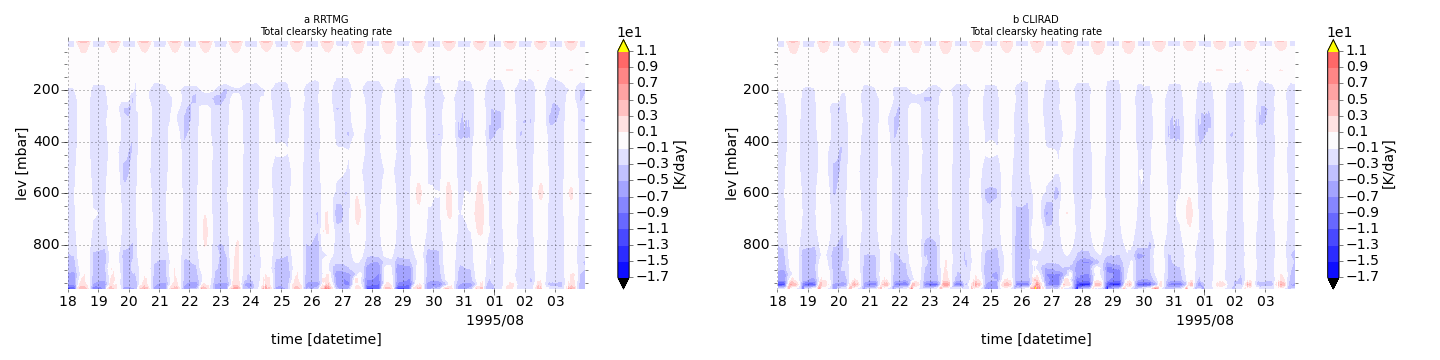 a RRTMG
Total clearsky heating rate
1e1
1.1
0.9
0.7
0.5
0.3
0.1
−0.1
−0.3
−0.5
−0.7
−0.9
−1.1
−1.3
−1.5
−1.7
[K/day]
200
400
600
800
lev [mbar]
18 19 20 21 22 23 24 25 26 27 28 29 30 31 01 02 03
1995/08
time [datetime]
b CLIRAD
Total clearsky heating rate
1e1
1.1
0.9
0.7
0.5
0.3
0.1
−0.1
−0.3
−0.5
−0.7
−0.9
−1.1
−1.3
−1.5
−1.7
[K/day]
200
400
600
800
lev [mbar]
18 19 20 21 22 23 24 25 26 27 28 29 30 31 01 02 03
1995/08
time [datetime]